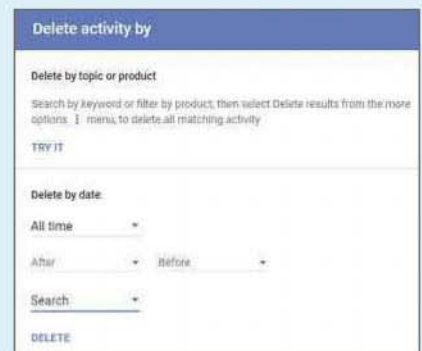 Delete activity by
Delete by topic or product
Search by keyword or filter by product, then select Delete results from the more
options ⋮ menu, to delete all matching activity
TRY IT
Delete by date
All time
After Before
Search
DELETE